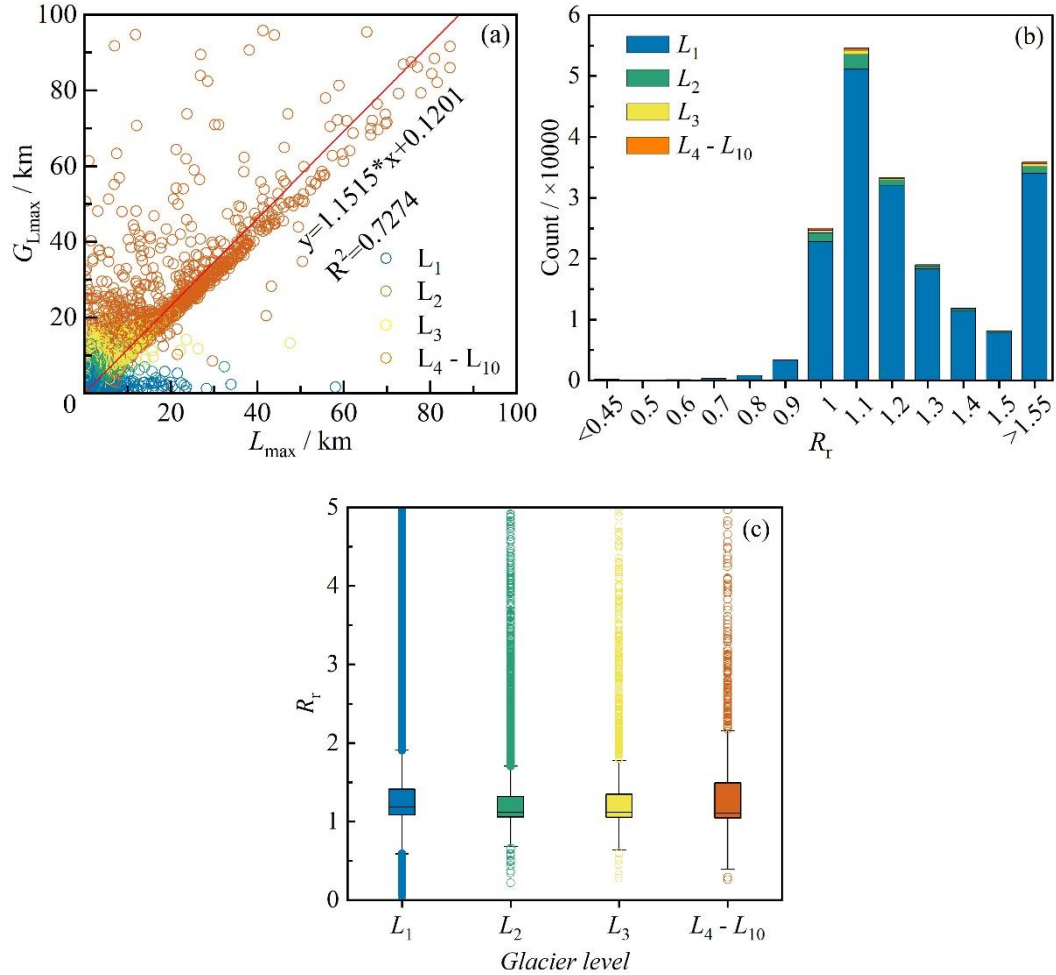 (a)
100
80
60
40
20
0
G_Lmax / km
y=1.1515*x+0.1201
R²=0.7274
L₁
L₂
L₃
L₄ - L₁₀
20
40
60
80
100
L_max / km
(b)
6
5
4
3
2
1
0
Count / ×10000
L₁
L₂
L₃
L₄ - L₁₀
<0.45
0.5
0.6
0.7
0.8
0.9
1
1.1
1.2
1.3
1.4
1.5
>1.55
R_r
(c)
5
4
3
2
1
0
R_r
L₁
L₂
L₃
L₄ - L₁₀
Glacier level